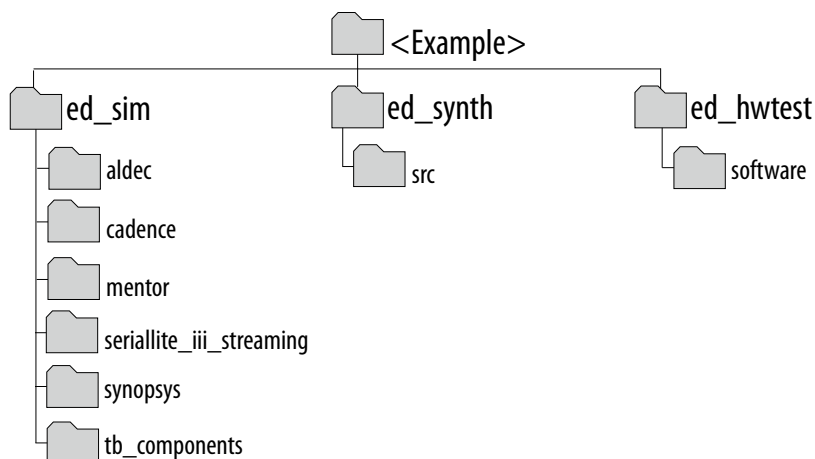 <Example>
ed_sim
ed_synth
ed_hwtest
aldec
src
software
cadence
mentor
seriallite_iii_streaming
synopsys
tb_components